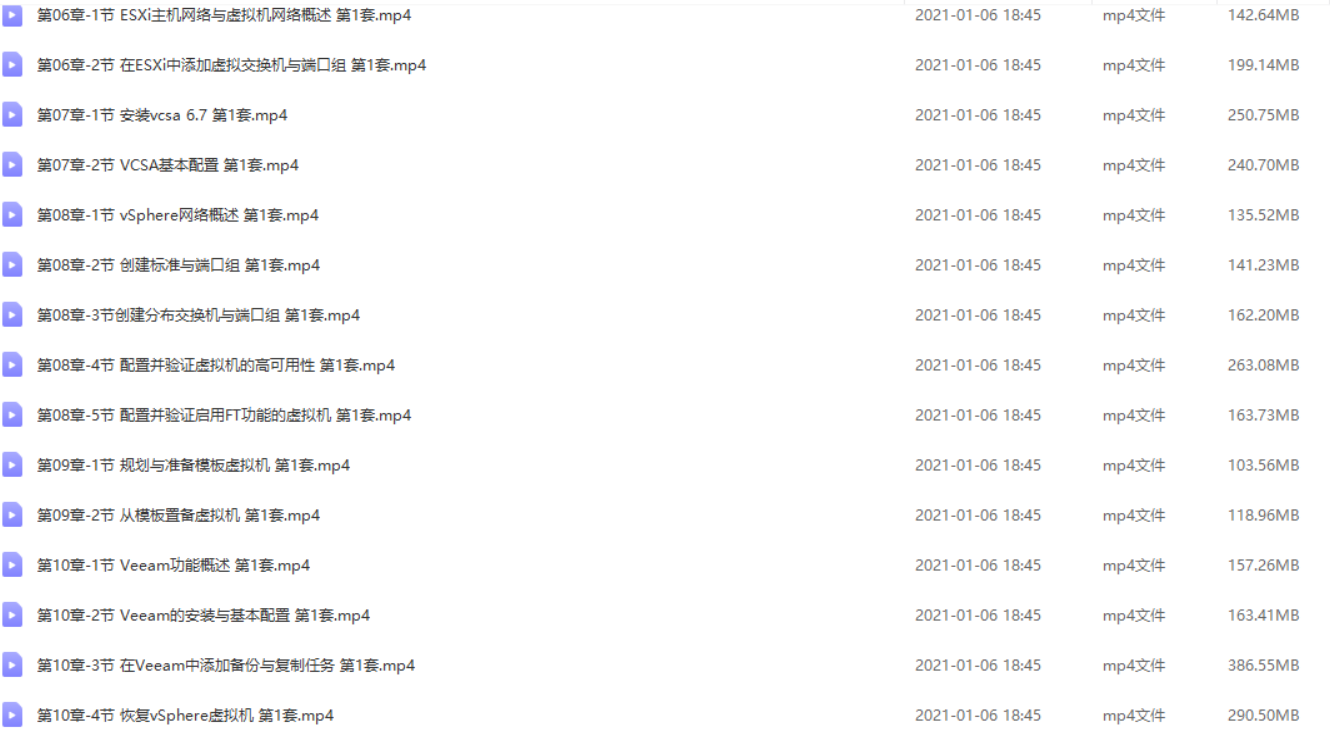 第06章-1节 ESXi主机网络与虚拟机网络概述 第1套.mp4 2021-01-06 18:45 mp4文件 142.64MB
第06章-2节 在ESXi中添加虚拟交换机与端口组 第1套.mp4 2021-01-06 18:45 mp4文件 199.14MB
第07章-1节 安装vcsa 6.7 第1套.mp4 2021-01-06 18:45 mp4文件 250.75MB
第07章-2节 VCSA基本配置 第1套.mp4 2021-01-06 18:45 mp4文件 240.70MB
第08章-1节 vSphere网络概述 第1套.mp4 2021-01-06 18:45 mp4文件 135.52MB
第08章-2节 创建标准与端口组 第1套.mp4 2021-01-06 18:45 mp4文件 141.23MB
第08章-3节创建分布交换机与端口组 第1套.mp4 2021-01-06 18:45 mp4文件 162.20MB
第08章-4节 配置并验证虚拟机的高可用性 第1套.mp4 2021-01-06 18:45 mp4文件 263.08MB
第08章-5节 配置并验证启用FT功能的虚拟机 第1套.mp4 2021-01-06 18:45 mp4文件 163.73MB
第09章-1节 规划与准备模板虚拟机 第1套.mp4 2021-01-06 18:45 mp4文件 103.56MB
第09章-2节 从模板置备虚拟机 第1套.mp4 2021-01-06 18:45 mp4文件 118.96MB
第10章-1节 Veeam功能概述 第1套.mp4 2021-01-06 18:45 mp4文件 157.26MB
第10章-2节 Veeam的安装与基本配置 第1套.mp4 2021-01-06 18:45 mp4文件 163.41MB
第10章-3节 在Veeam中添加备份与复制任务 第1套.mp4 2021-01-06 18:45 mp4文件 386.55MB
第10章-4节 恢复vSphere虚拟机 第1套.mp4 2021-01-06 18:45 mp4文件 290.50MB